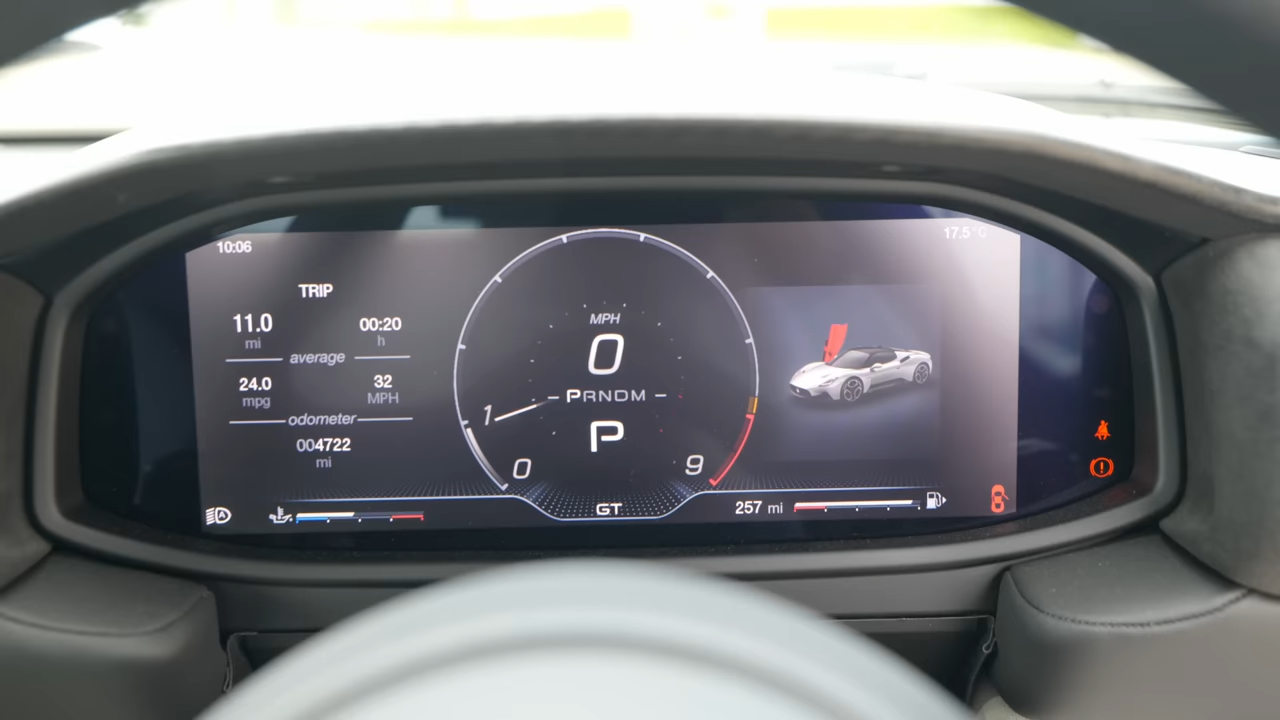 10:06
17.5°C
TRIP
11.0
mi
00:20
h
average
24.0
mpg
32
MPH
odometer
004722
mi
MPH
0
PRNDM
P
1
0
9
GT
257 mi
A